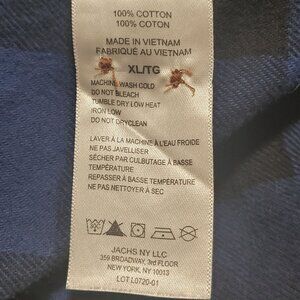 100% COTTON
100% COTON
MADE IN VIETNAM
FABRIQUÉ AU VIETNAM
XL/TG
MACHINE WASH COLD
DO NOT BLEACH
TUMBLE DRY LOW HEAT
IRON LOW
DO NOT DRYCLEAN
LAVER À LA MACHINE À L'EAU FROIDE
NE PAS JAVELLISER
SÉCHER PAR CULBUTAGE À BASSE
TEMPÉRATURE
REPASSER À BASSE TEMPÉRATURE
NE PAS NETTOYER À SEC
JACHS NY LLC
359 BROADWAY, 3rd FLOOR
NEW YORK, NY 10013
LOT L0720-01